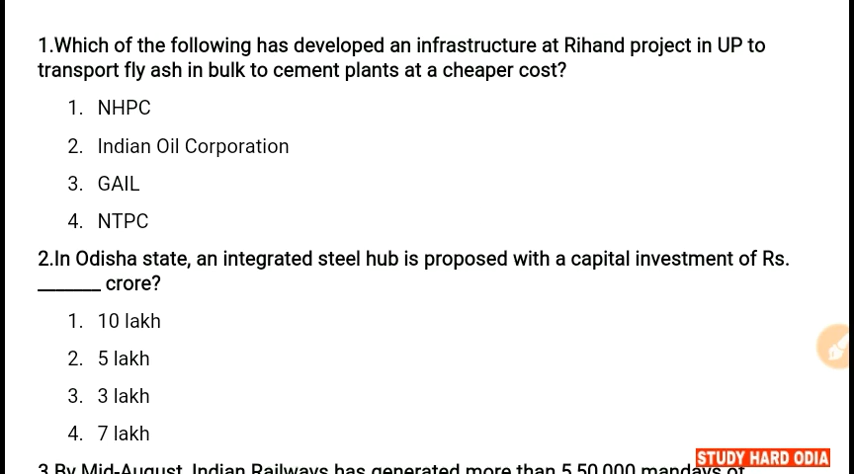 1.Which of the following has developed an infrastructure at Rihand project in UP to
transport fly ash in bulk to cement plants at a cheaper cost?
1. NHPC
2. Indian Oil Corporation
3. GAIL
4. NTPC
2.In Odisha state, an integrated steel hub is proposed with a capital investment of Rs.
_______ crore?
1. 10 lakh
2. 5 lakh
3. 3 lakh
4. 7 lakh
3.By Mid-August, Indian Railways has generated more than 5,50,000 mandays of
STUDY HARD ODIA